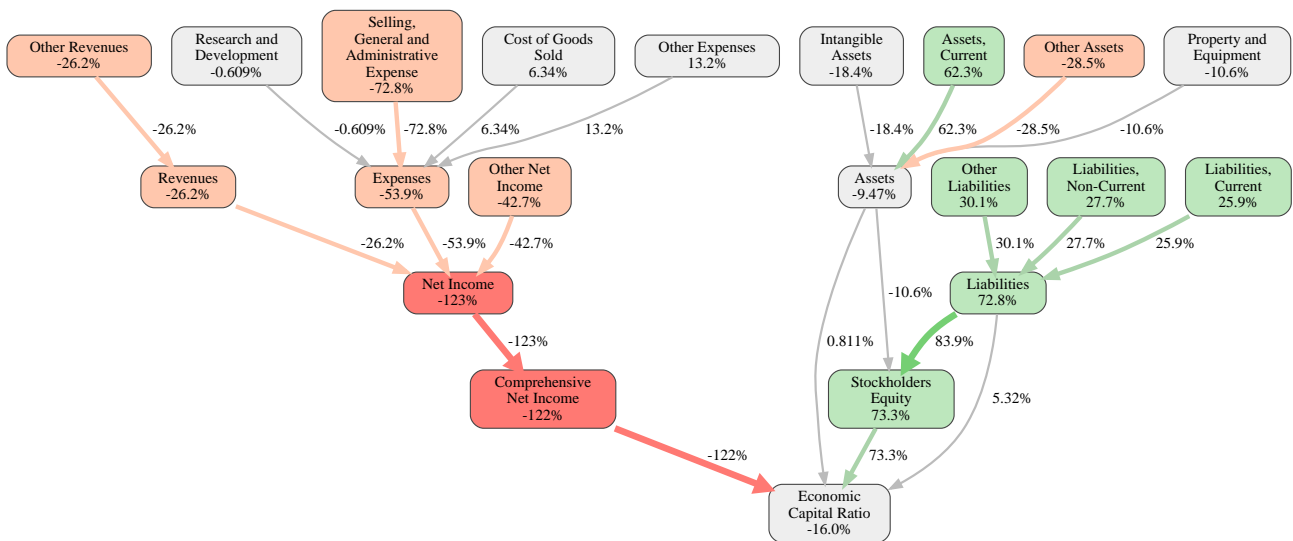 Other Revenues
-26.2%
Research and
Development
-0.609%
Selling,
General and
Administrative
Expense
-72.8%
Cost of Goods
Sold
6.34%
Other Expenses
13.2%
Intangible
Assets
-18.4%
Assets,
Current
62.3%
Other Assets
-28.5%
Property and
Equipment
-10.6%
-26.2%
-0.609%
-72.8%
6.34%
13.2%
-18.4%
62.3%
-28.5%
-10.6%
Revenues
-26.2%
Expenses
-53.9%
Other Net
Income
-42.7%
Assets
-9.47%
Other
Liabilities
30.1%
Liabilities,
Non-Current
27.7%
Liabilities,
Current
25.9%
-26.2%
-53.9%
-42.7%
30.1%
27.7%
25.9%
Net Income
-123%
-10.6%
Liabilities
72.8%
-123%
0.811%
83.9%
Comprehensive
Net Income
-122%
Stockholders
Equity
73.3%
5.32%
-122%
73.3%
Economic
Capital Ratio
-16.0%